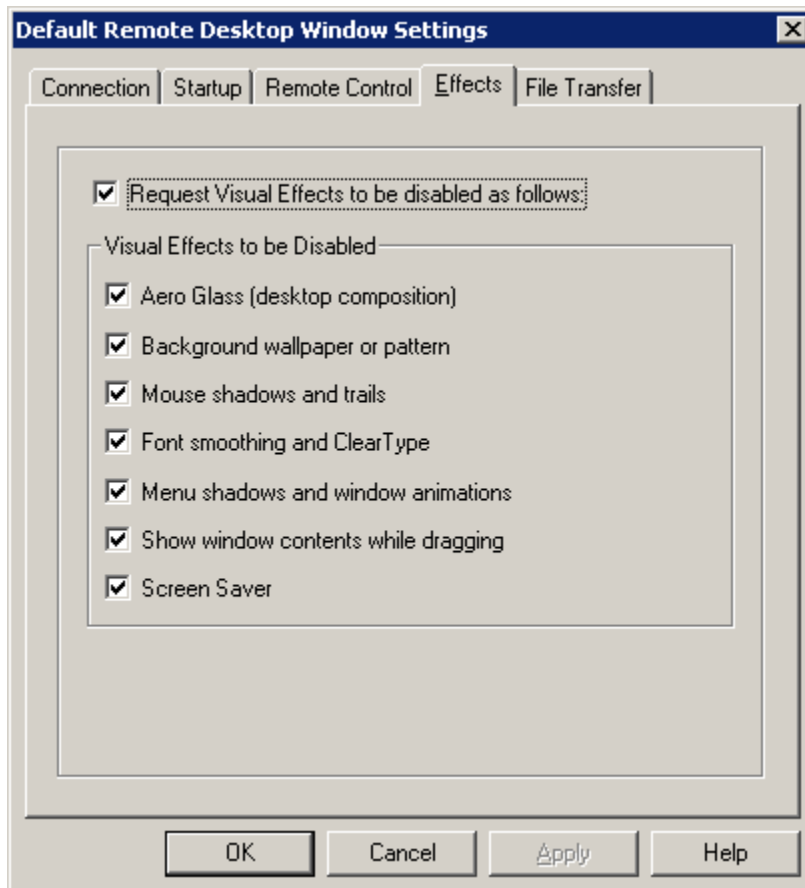 Default Remote Desktop Window Settings
Connection Startup Remote Control Effects File Transfer
Request Visual Effects to be disabled as follows:
Visual Effects to be Disabled
Aero Glass (desktop composition)
Background wallpaper or pattern
Mouse shadows and trails
Font smoothing and ClearType
Menu shadows and window animations
Show window contents while dragging
Screen Saver
OK Cancel Apply Help